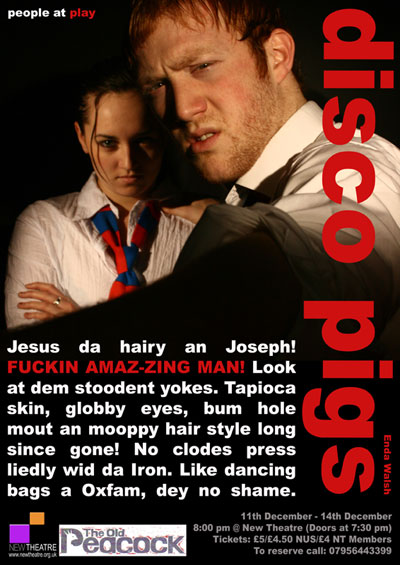 people at play
disco pigs
Enda Walsh
Jesus da hairy an Joseph!
FUCKIN AMAZ-ZING MAN! Look
at dem stoodent yokes. Tapioca
skin, globby eyes, bum hole
mout an mooppy hair style long
since gone! No clodes press
liedly wid da Iron. Like dancing
bags a Oxfam, dey no shame.
11th December - 14th December
8:00 pm @ New Theatre (Doors at 7:30 pm)
Tickets: £5/£4.50 NUS/£4 NT Members
To reserve call: 07956443399
NEWTHEATRE
www.newtheatre.org.uk
The Old
Peacock